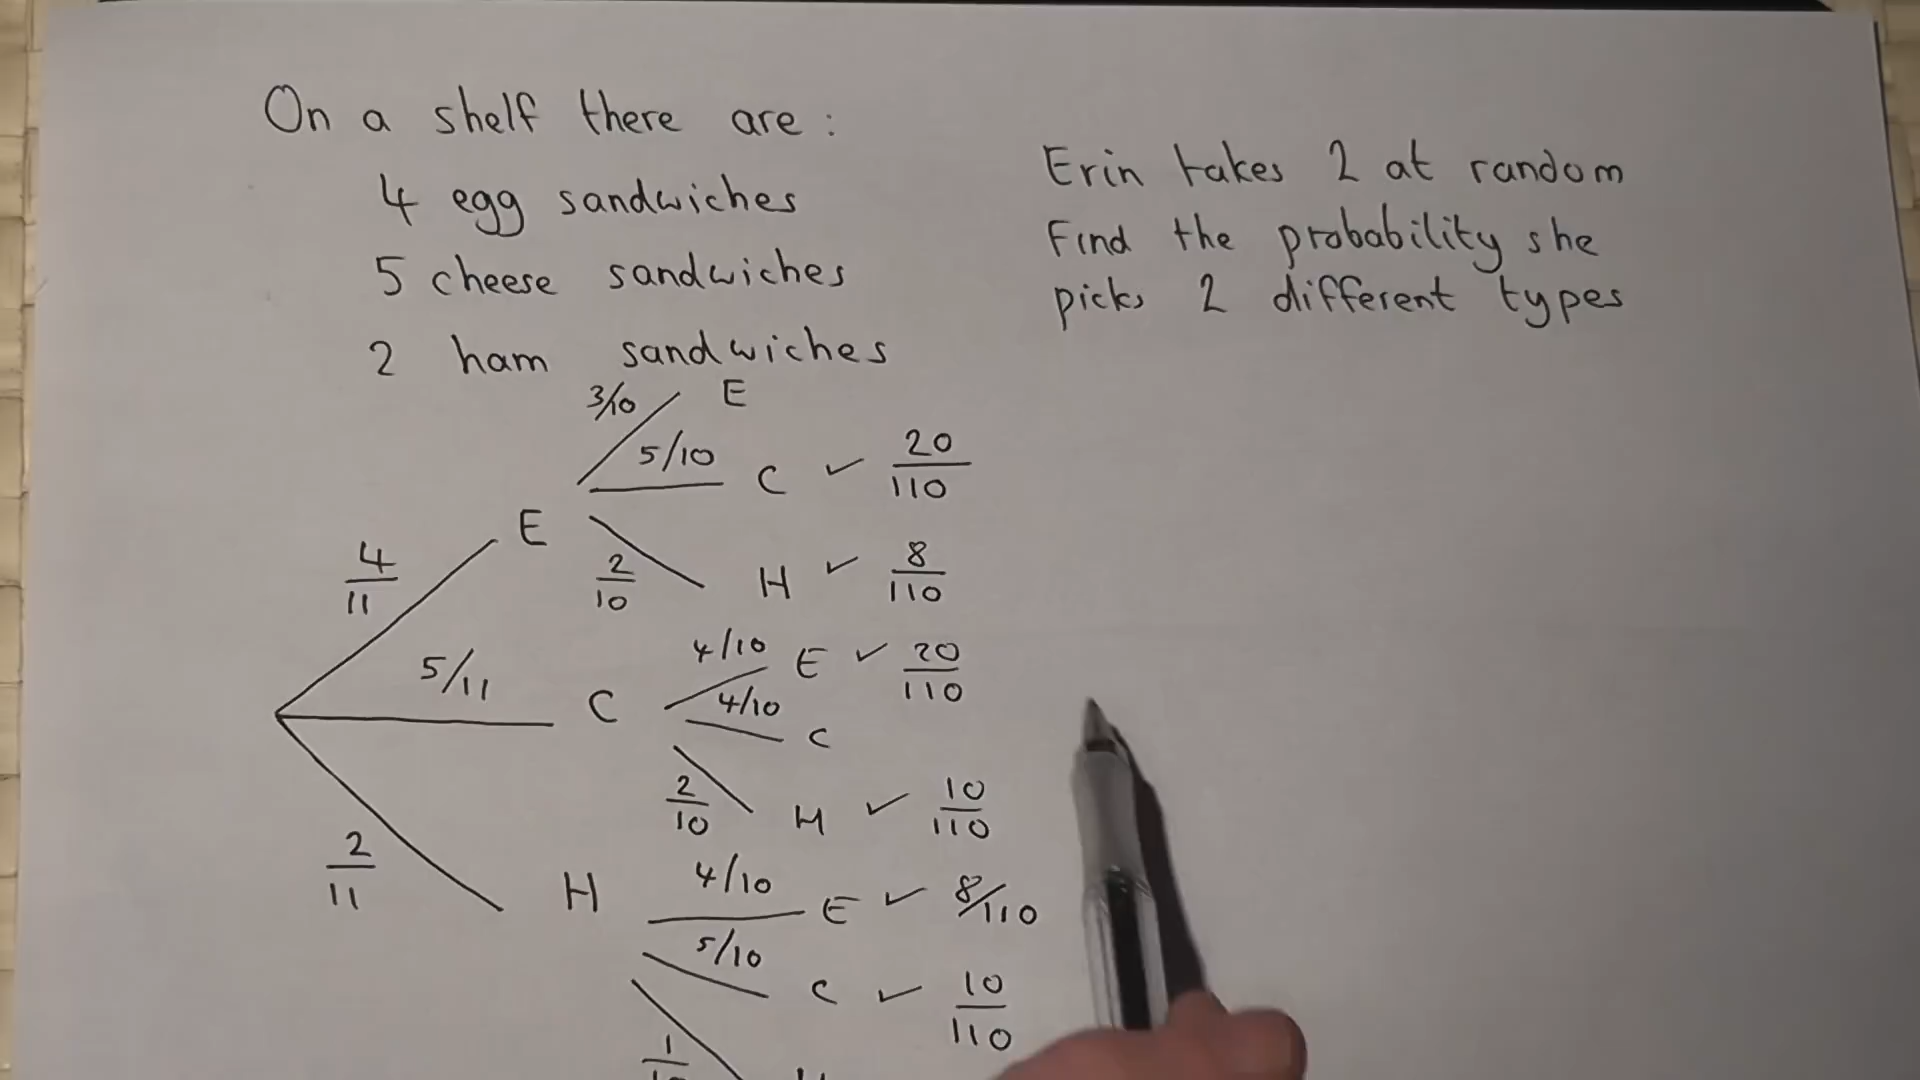 On a shelf there are:
4 egg sandwiches
5 cheese sandwiches
2 ham sandwiches
Erin takes 2 at random
Find the probability she
picks 2 different types
3/10 E
5/10 C ✓ 20/110
E
4/11
2/10 H ✓ 8/110
4/10 E ✓ 20/110
5/11 C
4/10 C
2/10 H ✓ 10/110
2/11 H
4/10 E ✓ 8/110
5/10 C ✓ 10/110
1/10